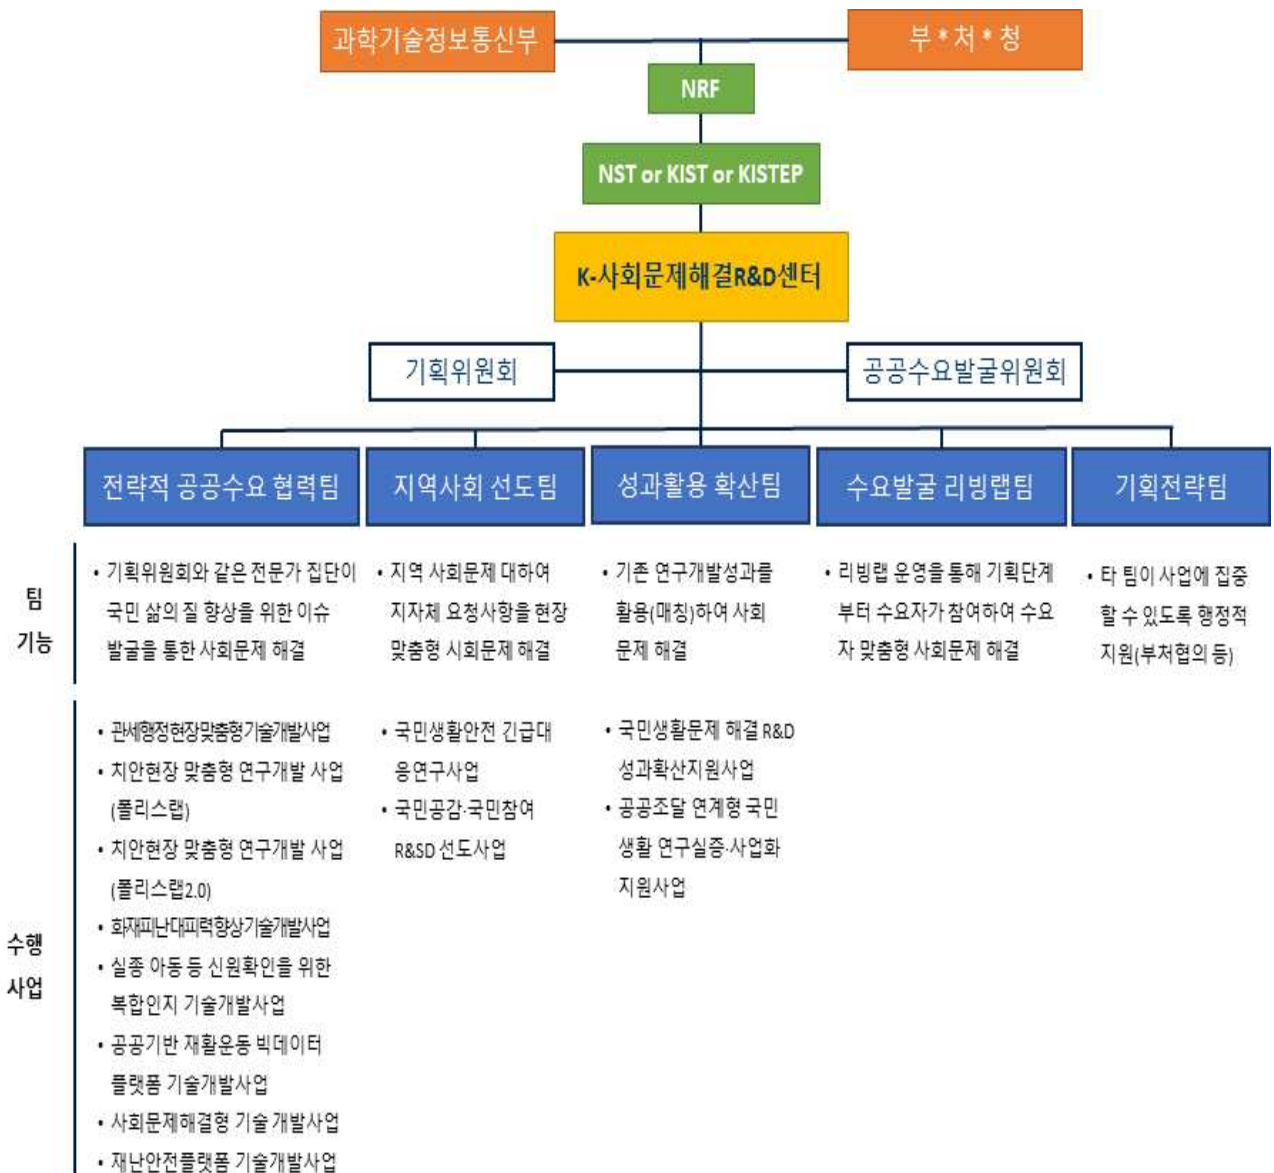 과학기술정보통신부
부 * 처 * 청
NRF
NST or KIST or KISTEP
K-사회문제해결R&D센터
기획위원회
공공수요발굴위원회
전략적 공공수요 협력팀
지역사회 선도팀
성과활용 확산팀
수요발굴 리빙랩팀
기획전략팀
팀
기능
• 기획위원회와 같은 전문가 집단이
국민 삶의 질 향상을 위한 이슈
발굴을 통한 사회문제 해결
• 지역 사회문제 대하여
지자체 요청사항을 현장
맞춤형 시회문제 해결
• 기존 연구개발성과를
활용(매칭)하여 사회
문제 해결
• 리빙랩 운영을 통해 기획단계
부터 수요자가 참여하여 수요
자 맞춤형 사회문제 해결
• 타 팀이 사업에 집중
할 수 있도록 행정적
지원(부처협의 등)
수행
사업
• 관세행정현장맞춤형기술개발사업
• 치안현장 맞춤형 연구개발 사업
(폴리스랩)
• 치안현장 맞춤형 연구개발 사업
(폴리스랩2.0)
• 화재피난대피력향상기술개발사업
• 실종 아동 등 신원확인을 위한
복합인지 기술개발사업
• 공공기반 재활운동 빅데이터
플랫폼 기술개발사업
• 사회문제해결형 기술 개발사업
• 재난안전플랫폼 기술개발사업
• 국민생활안전 긴급대
응연구사업
• 국민공감·국민참여
R&SD 선도사업
• 국민생활문제 해결 R&D
성과확산지원사업
• 공공조달 연계형 국민
생활 연구실증·사업화
지원사업